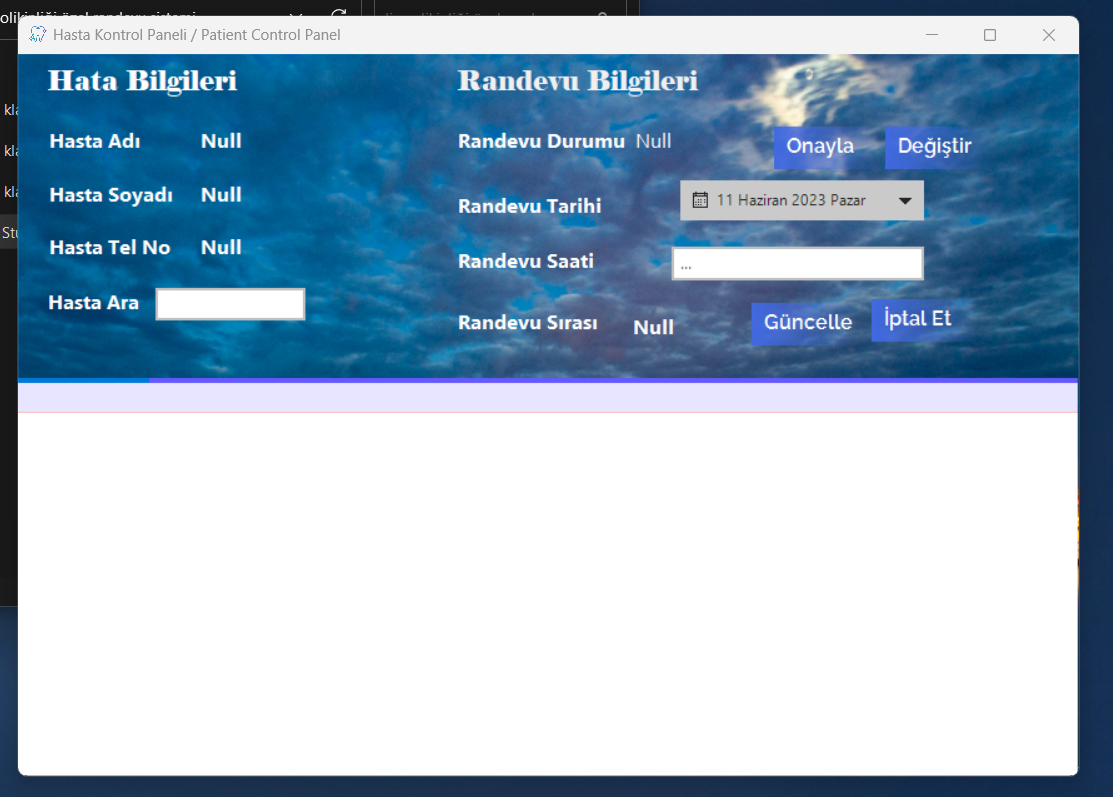 Hasta Kontrol Paneli / Patient Control Panel
Hata Bilgileri
Hasta Adı Null
Hasta Soyadı Null
Hasta Tel No Null
Hasta Ara
Randevu Bilgileri
Randevu Durumu Null
Onayla Değiştir
Randevu Tarihi 11 Haziran 2023 Pazar
Randevu Saati ...
Randevu Sırası Null
Güncelle İptal Et